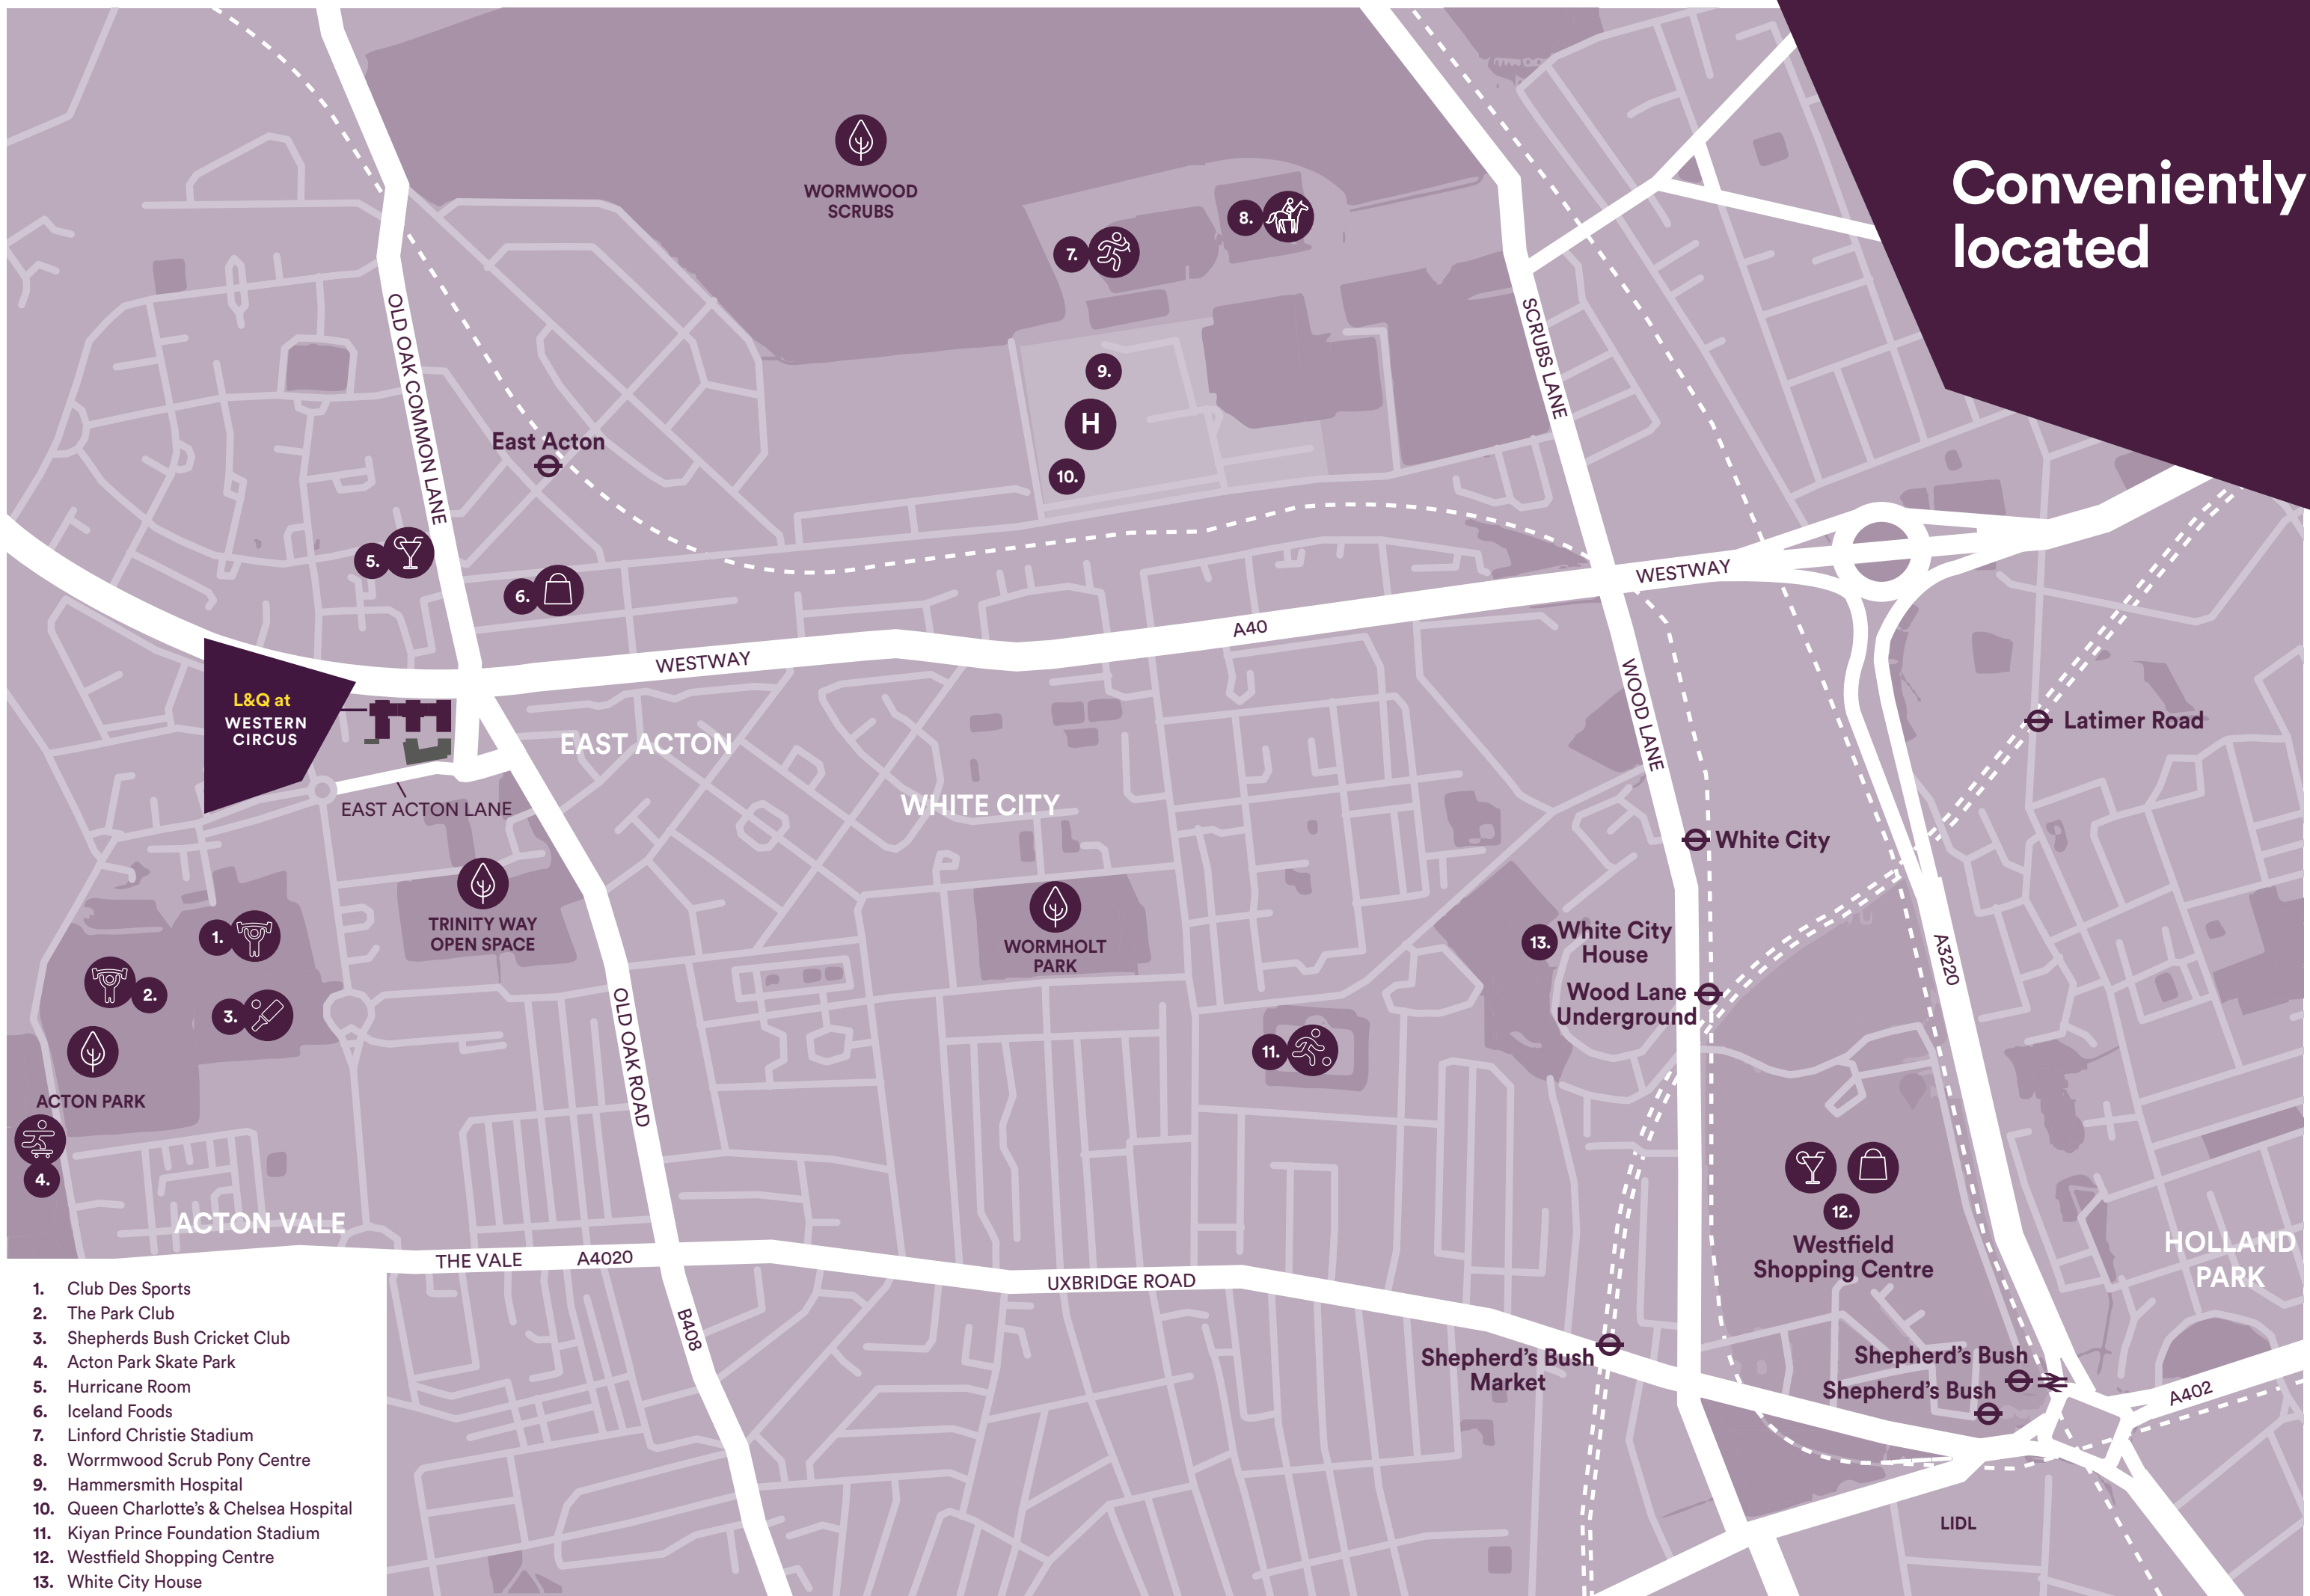 Conveniently
located
WORMWOOD
SCRUBS
8.
7.
OLD OAK COMMON LANE
SCRUBS LANE
9.
H
10.
East Acton
5.
6.
WESTWAY
A40
WESTWAY
L&Q at
WESTERN
CIRCUS
EAST ACTON
WOOD LANE
Latimer Road
EAST ACTON LANE
WHITE CITY
White City
TRINITY WAY
OPEN SPACE
WORMHOLT
PARK
1.
2.
3.
13.
White City
House
Wood Lane
Underground
A3220
OLD OAK ROAD
11.
ACTON PARK
4.
12.
Westfield
Shopping Centre
ACTON VALE
HOLLAND
PARK
THE VALE
A4020
UXBRIDGE ROAD
B408
Shepherd's Bush
Market
Shepherd's Bush
Shepherd's Bush
A402
LIDL
1. Club Des Sports
2. The Park Club
3. Shepherds Bush Cricket Club
4. Acton Park Skate Park
5. Hurricane Room
6. Iceland Foods
7. Linford Christie Stadium
8. Worrmwood Scrub Pony Centre
9. Hammersmith Hospital
10. Queen Charlotte's & Chelsea Hospital
11. Kiyan Prince Foundation Stadium
12. Westfield Shopping Centre
13. White City House